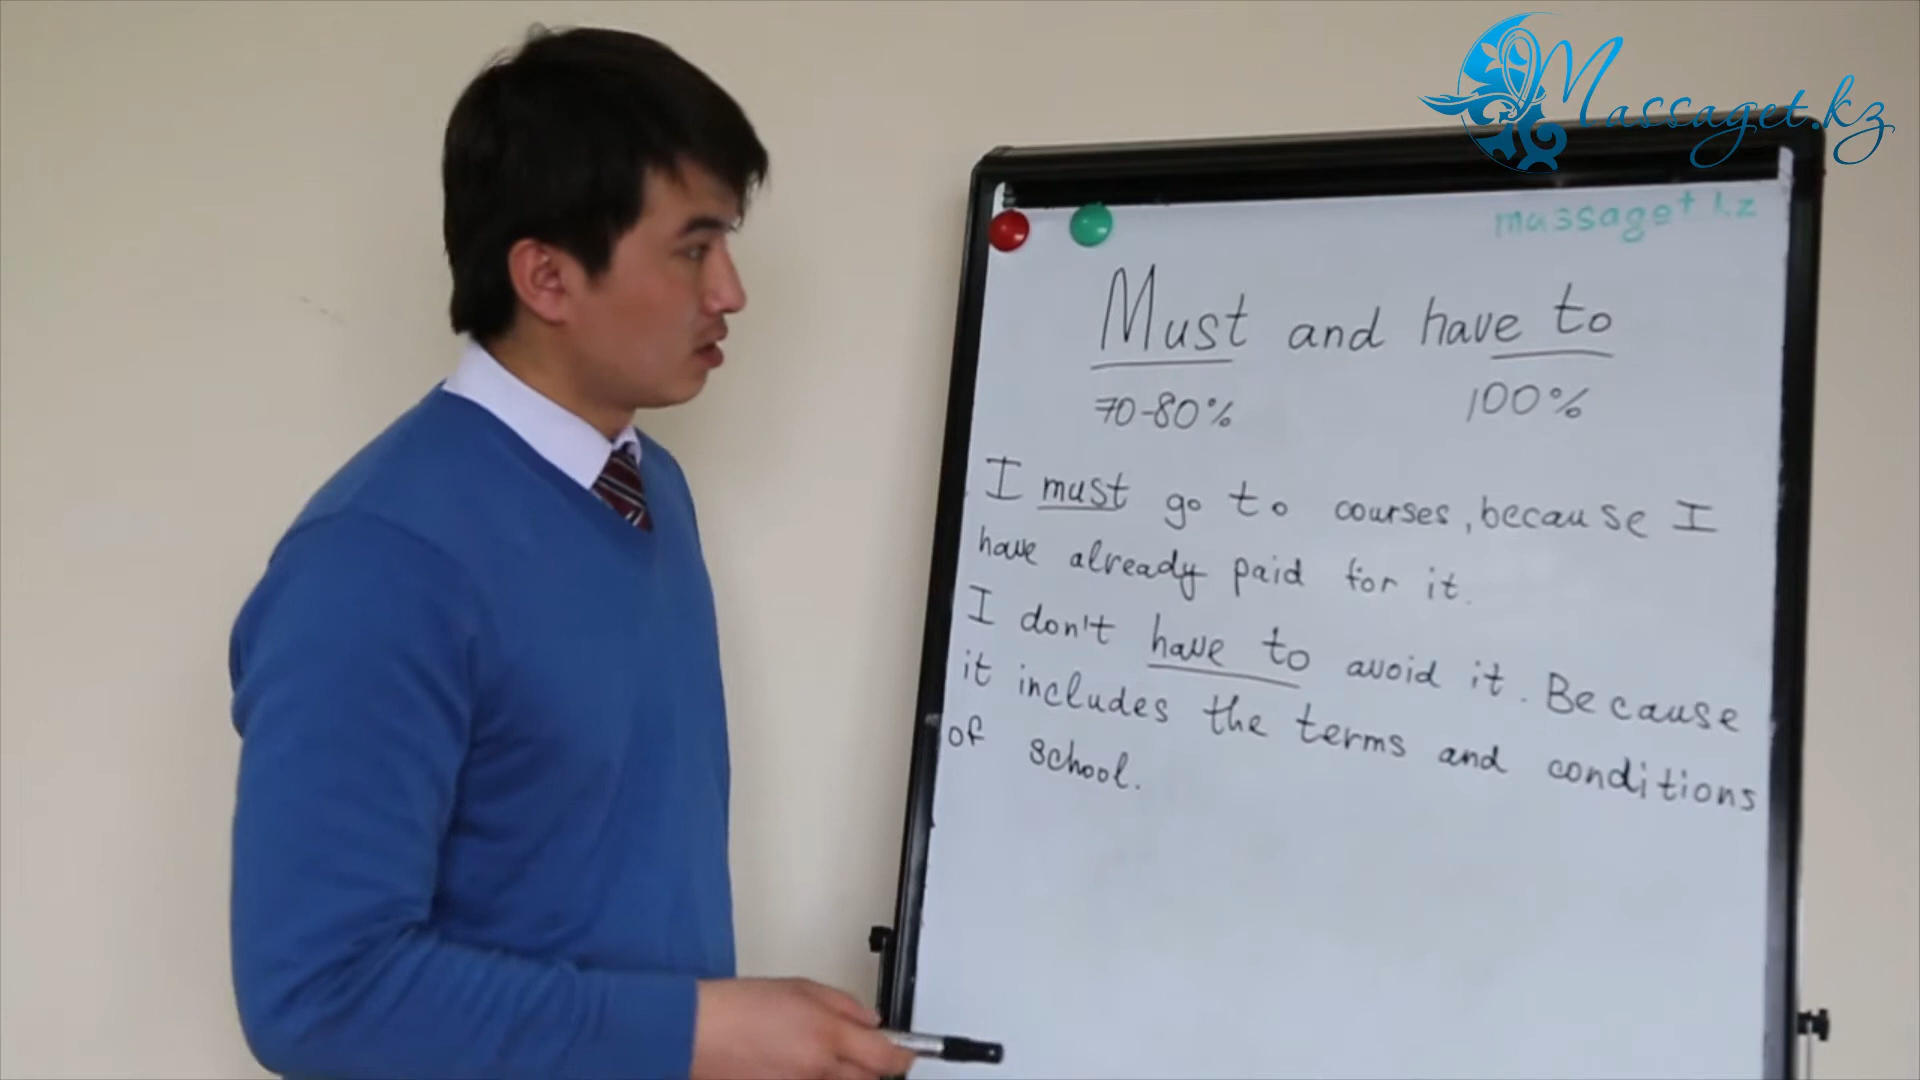 Massaget.kz
massaget kz
Must and have to
70-80% 100%
I must go to courses, because I
have already paid for it.
I don't have to avoid it. Because
it includes the terms and conditions
of school.